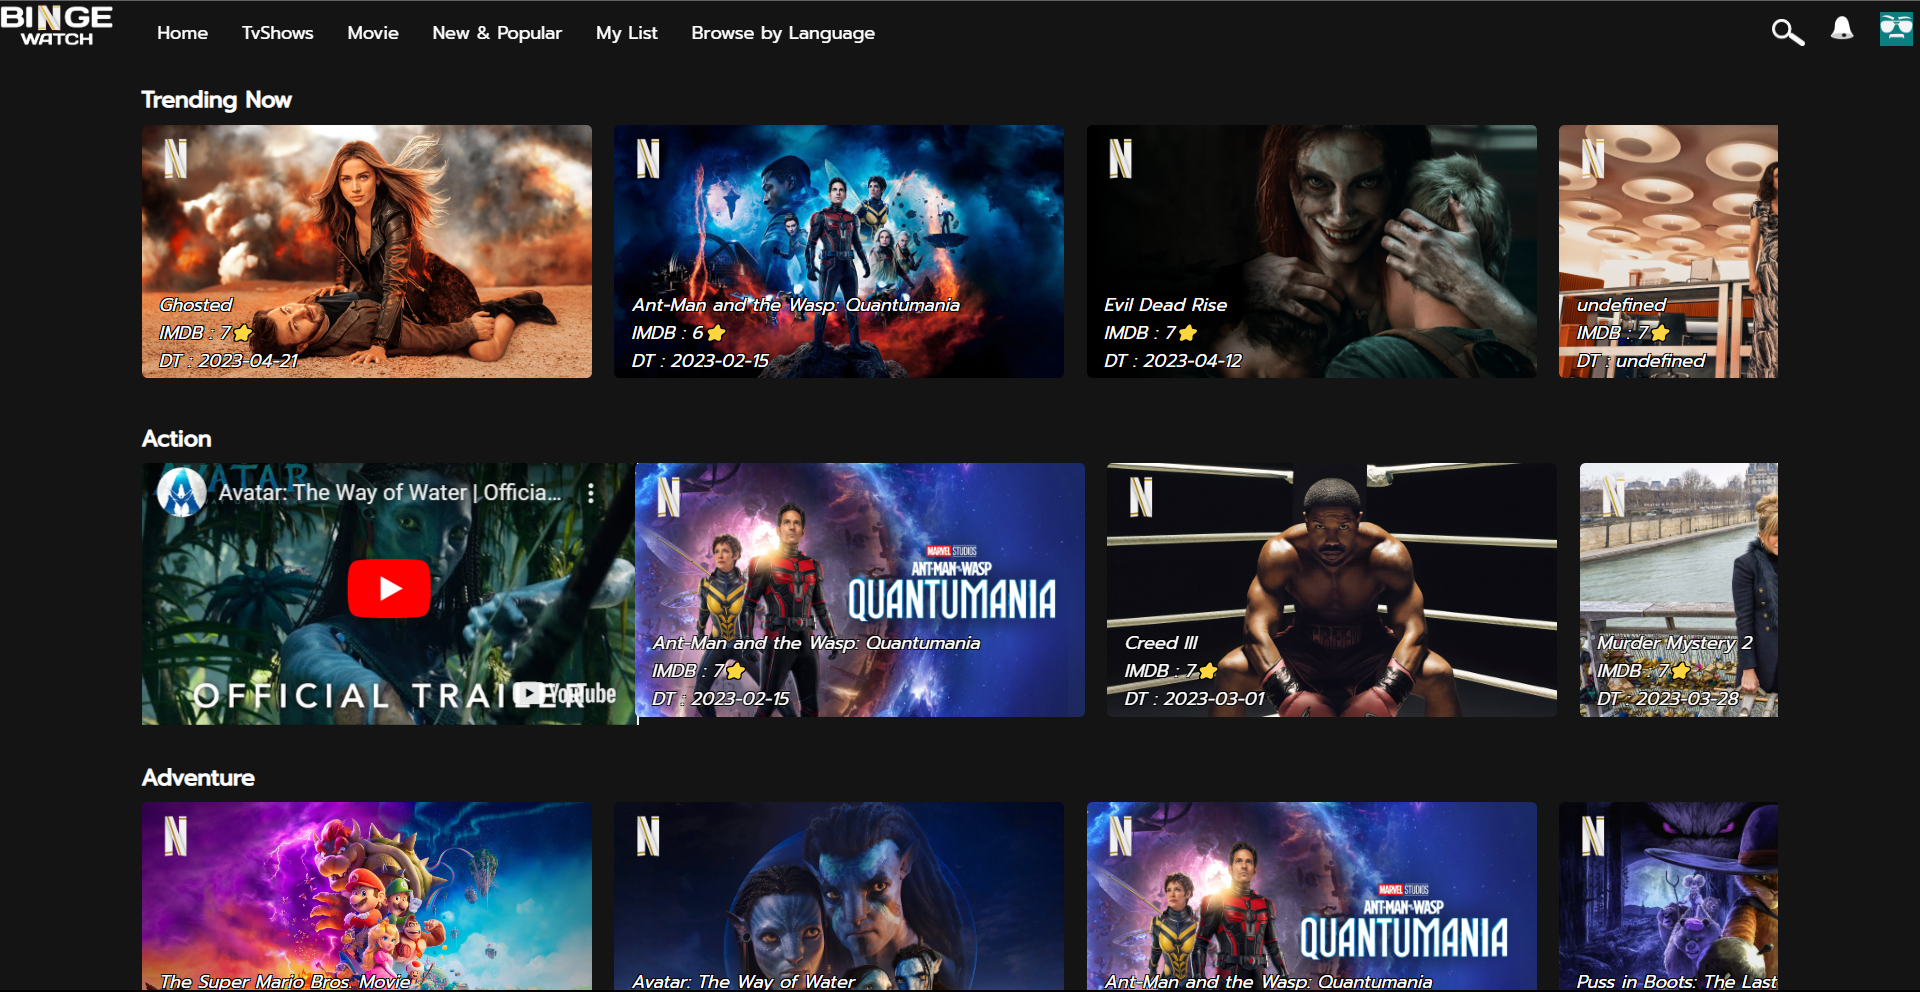 BINGE
WATCH
Home
TvShows
Movie
New & Popular
My List
Browse by Language
Trending Now
N
Ghosted
IMDB : 7⭐
DT : 2023-04-21
N
Ant-Man and the Wasp: Quantumania
IMDB : 6⭐
DT : 2023-02-15
N
Evil Dead Rise
IMDB : 7⭐
DT : 2023-04-12
N
undefined
IMDB : 7⭐
DT : undefined
Action
AVATAR
Avatar: The Way of Water | Officia...
OFFICIAL TRAILER
YouTube
N
MARVEL STUDIOS
ANT-MAN AND THE WASP
QUANTUMANIA
Ant-Man and the Wasp: Quantumania
IMDB : 7⭐
DT : 2023-02-15
N
CREED
Creed III
IMDB : 7⭐
DT : 2023-03-01
N
Murder Mystery 2
IMDB : 7⭐
DT : 2023-03-28
Adventure
N
The Super Mario Bros. Movie
N
Avatar: The Way of Water
N
MARVEL STUDIOS
ANT-MAN AND THE WASP
QUANTUMANIA
Ant-Man and the Wasp: Quantumania
N
Puss in Boots: The Last